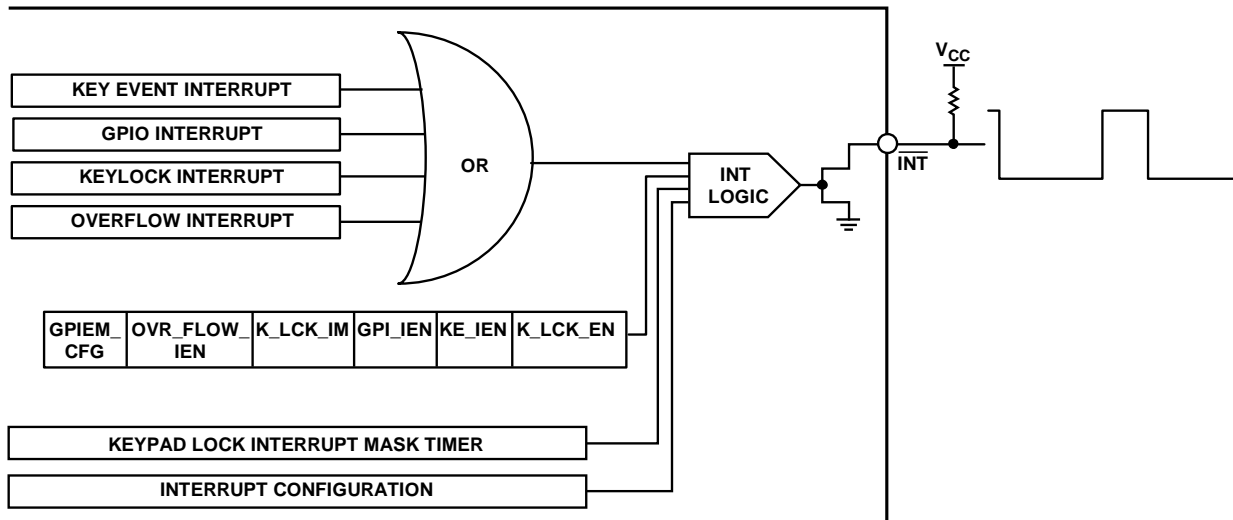 V_CC
KEY EVENT INTERRUPT
GPIO INTERRUPT
KEYLOCK INTERRUPT
OVERFLOW INTERRUPT
OR
INT
LOGIC
INT
GPIEM_
CFG
OVR_FLOW_
IEN
K_LCK_IM
GPI_IEN
KE_IEN
K_LCK_EN
KEYPAD LOCK INTERRUPT MASK TIMER
INTERRUPT CONFIGURATION